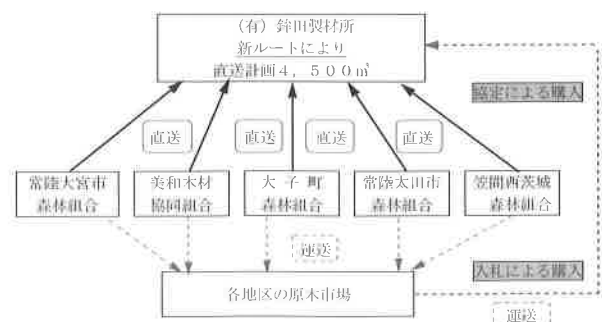 (有)鉾田製材所
新ルートにより
直送計画4,500㎥
協定による購入
直送 直送 直送 直送
常陸大宮市
森林組合
美和木材
協同組合
大子町
森林組合
常陸太田市
森林組合
笠間西茨城
森林組合
運送
入札による購入
各地区の原木市場
運送